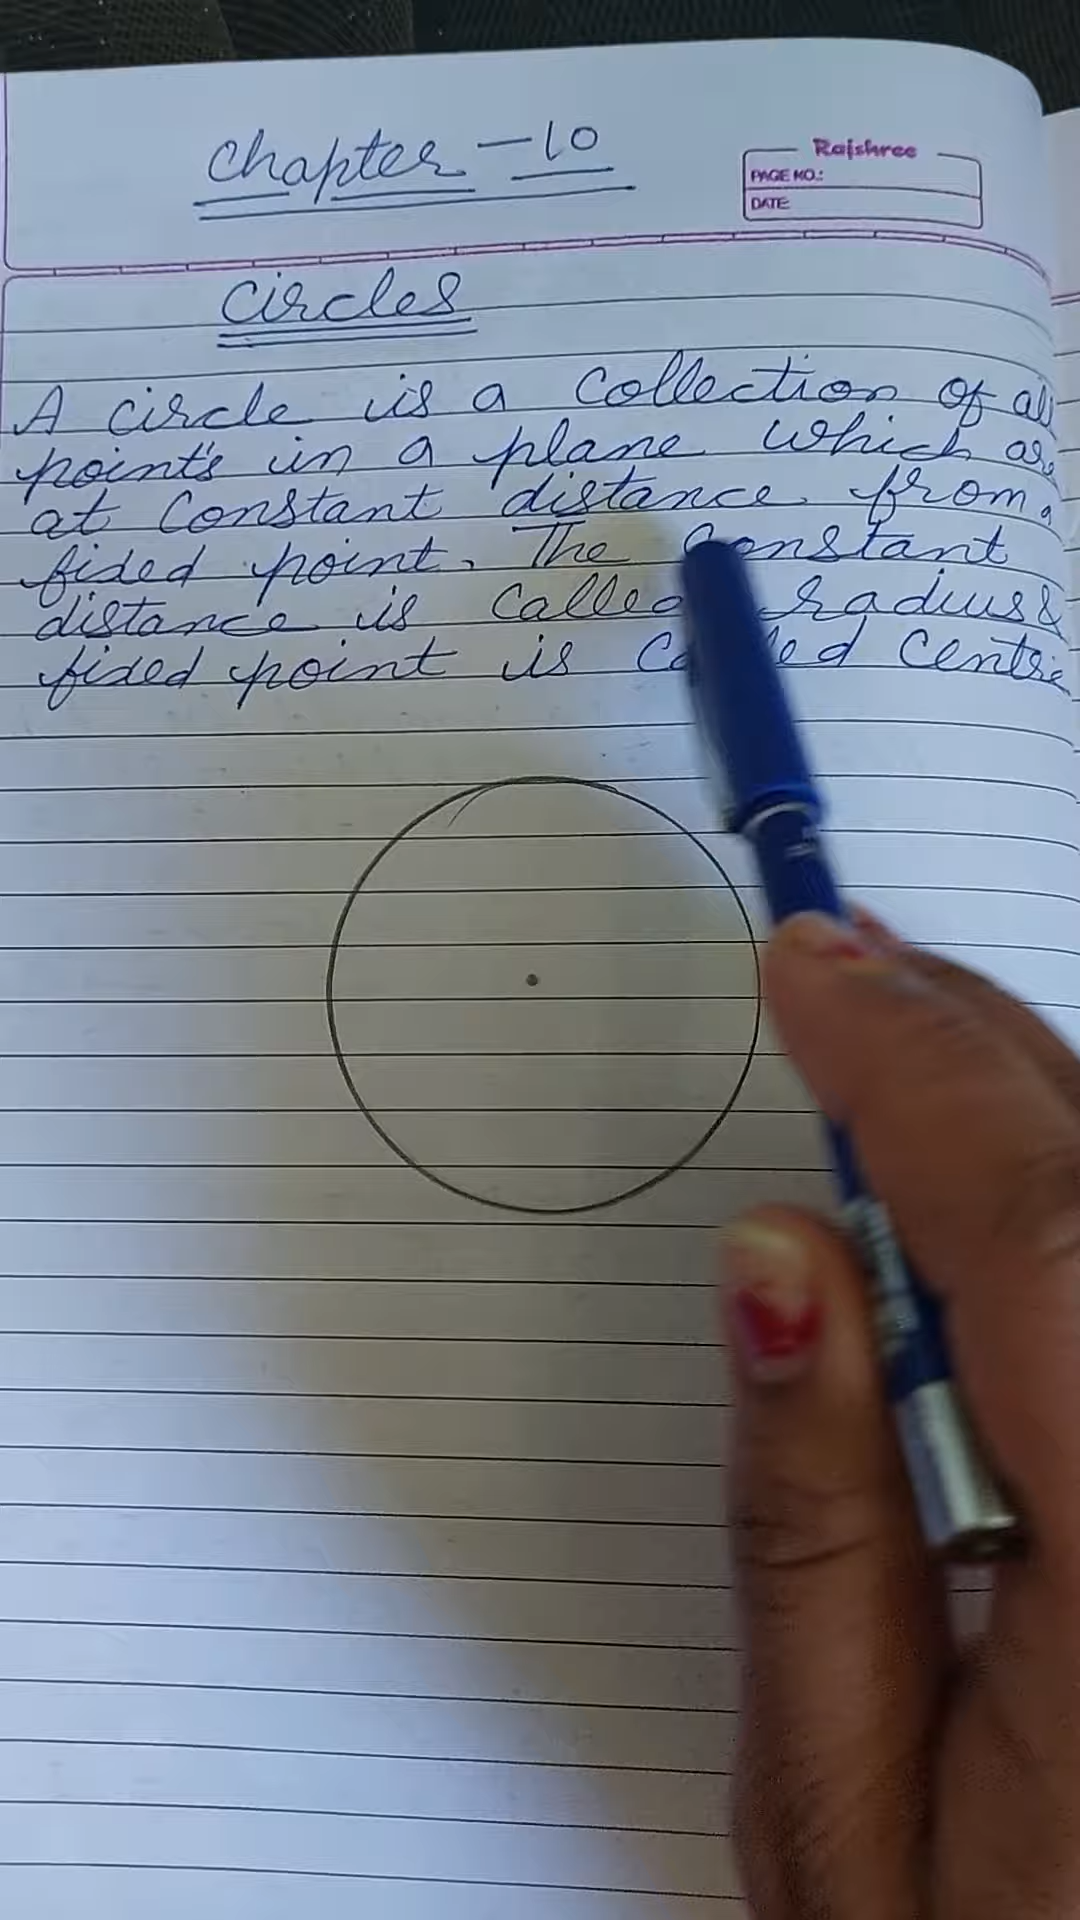 Chapter - 10
Rajshree
PAGE NO.:
DATE:
Circles
A circle is a Collection of all
points in a plane which are
at Constant distance from a
fixed point. The Constant
distance is Called radius &
fixed point is Called Centre